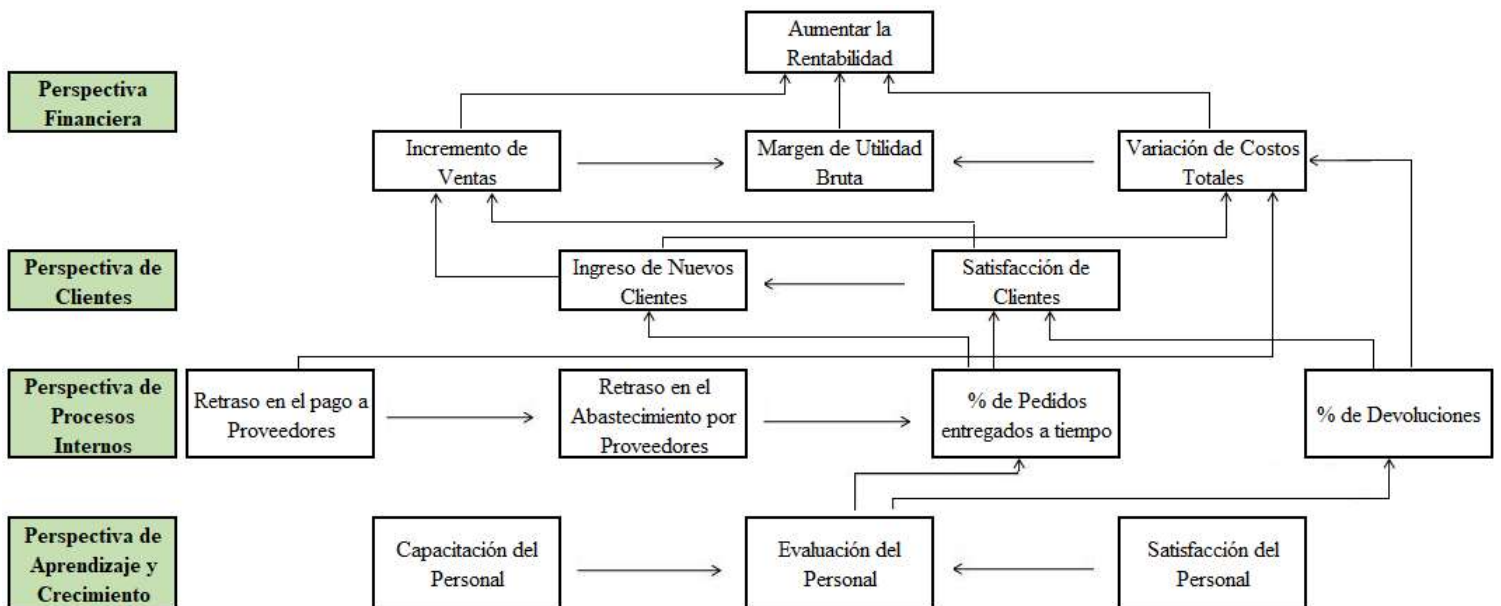 Aumentar la
Rentabilidad
Perspectiva
Financiera
Incremento de
Ventas
Margen de Utilidad
Bruta
Variación de Costos
Totales
Perspectiva de
Clientes
Ingreso de Nuevos
Clientes
Satisfacción de
Clientes
Perspectiva de
Procesos
Internos
Retraso en el pago a
Proveedores
Retraso en el
Abastecimiento por
Proveedores
% de Pedidos
entregados a tiempo
% de Devoluciones
Perspectiva de
Aprendizaje y
Crecimiento
Capacitación del
Personal
Evaluación del
Personal
Satisfacción del
Personal